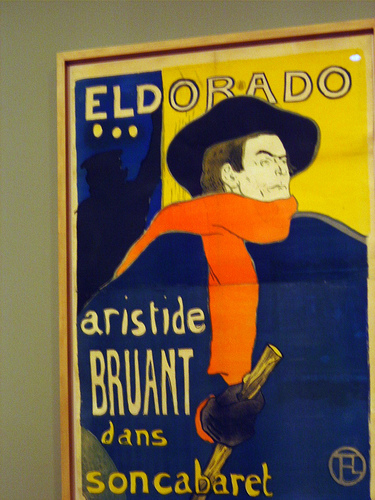 ELDORADO
aristide
BRUANT
dans
soncabaret